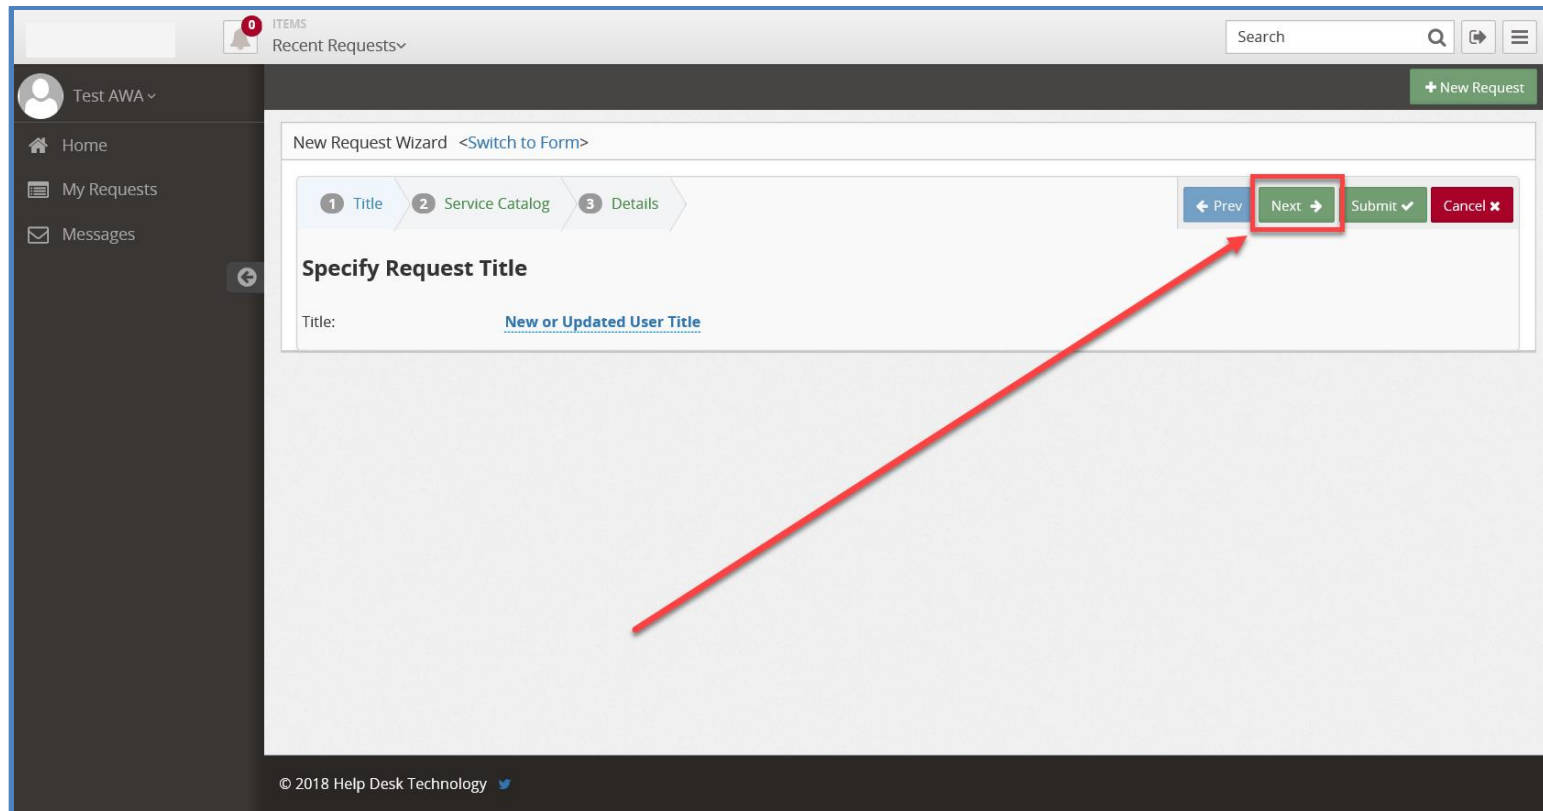 0
ITEMS
Recent Requests
Search
Test AWA
+ New Request
Home
My Requests
Messages
New Request Wizard <Switch to Form>
1 Title 2 Service Catalog 3 Details
Prev Next Submit Cancel
Specify Request Title
Title: New or Updated User Title
© 2018 Help Desk Technology